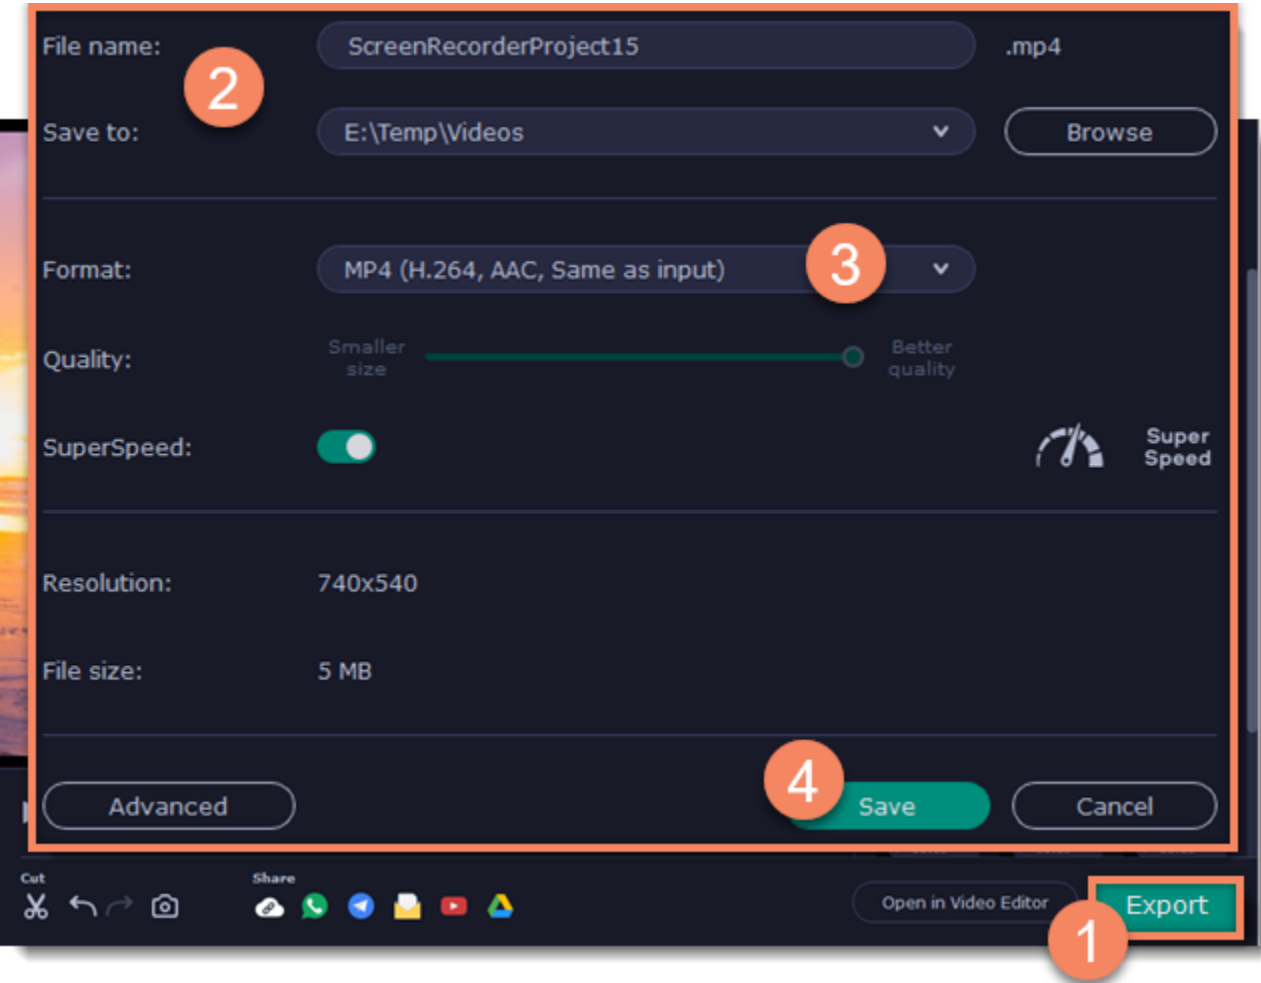 File name:
ScreenRecorderProject15
.mp4
2
Save to:
E:\Temp\Videos
Browse
Format:
MP4 (H.264, AAC, Same as input)
3
Quality:
Smaller
size
Better
quality
SuperSpeed:
Super
Speed
Resolution:
740x540
File size:
5 MB
4
Advanced
Save
Cancel
Cut
Share
Open in Video Editor
Export
1